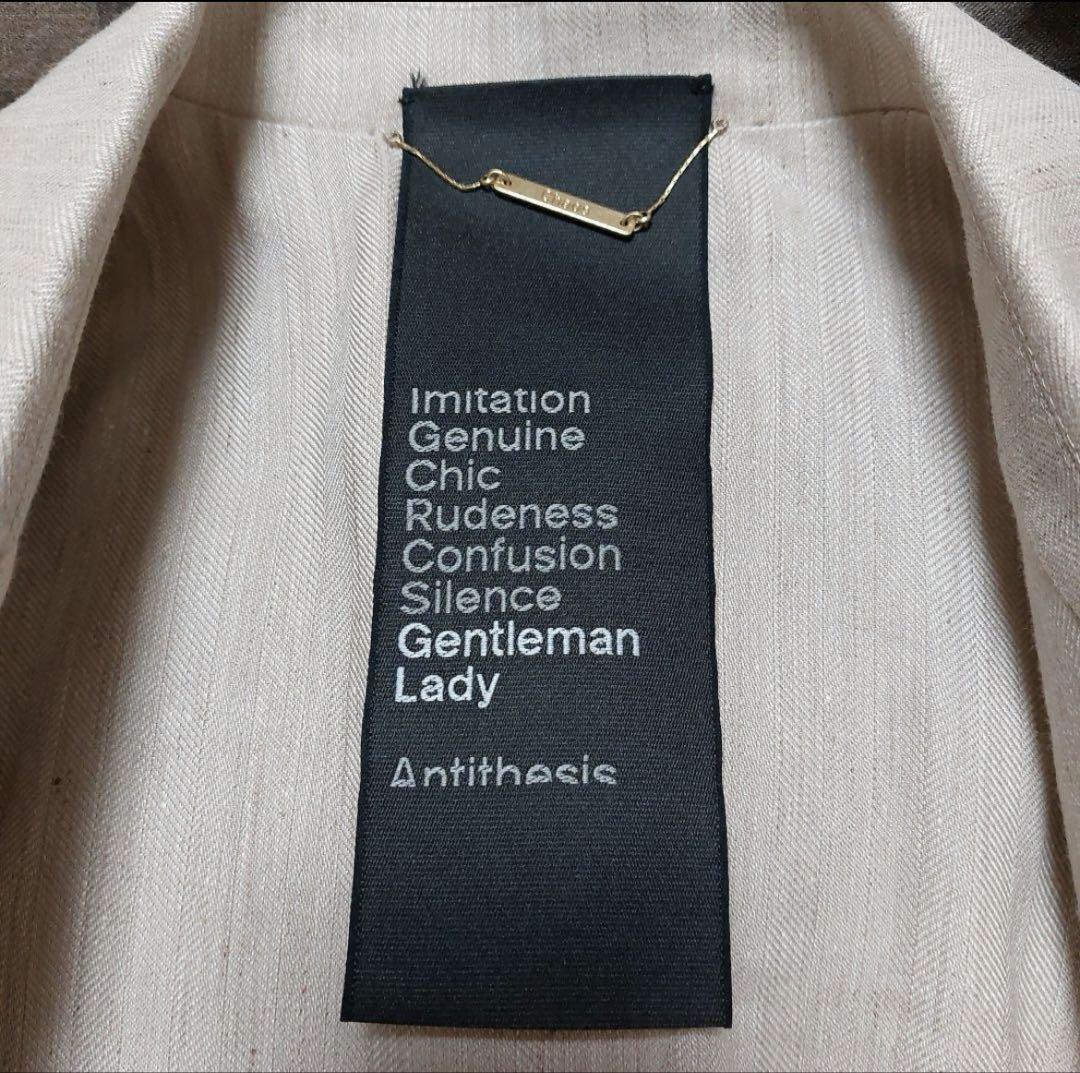 Imitation
Genuine
Chic
Rudeness
Confusion
Silence
Gentleman
Lady
Antithesis